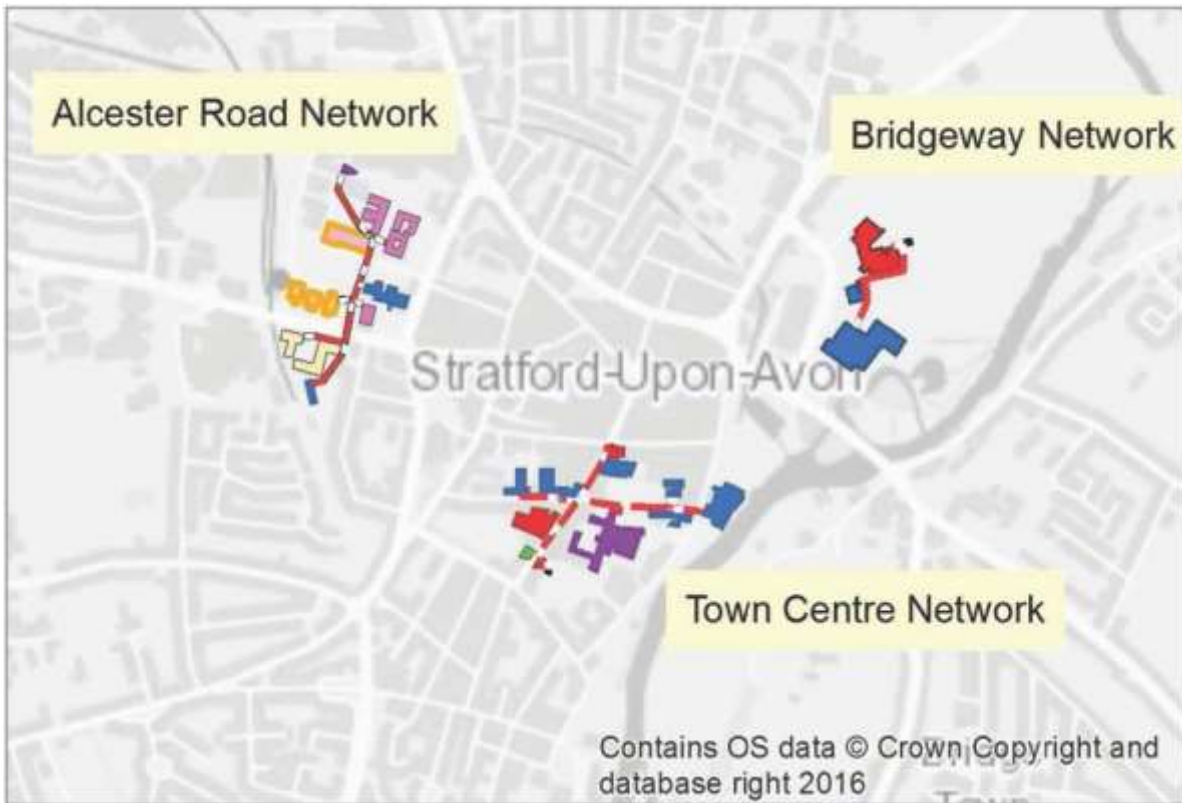 Alcester Road Network
Bridgeway Network
Stratford-Upon-Avon
Town Centre Network
Contains OS data © Crown Copyright and
database right 2016